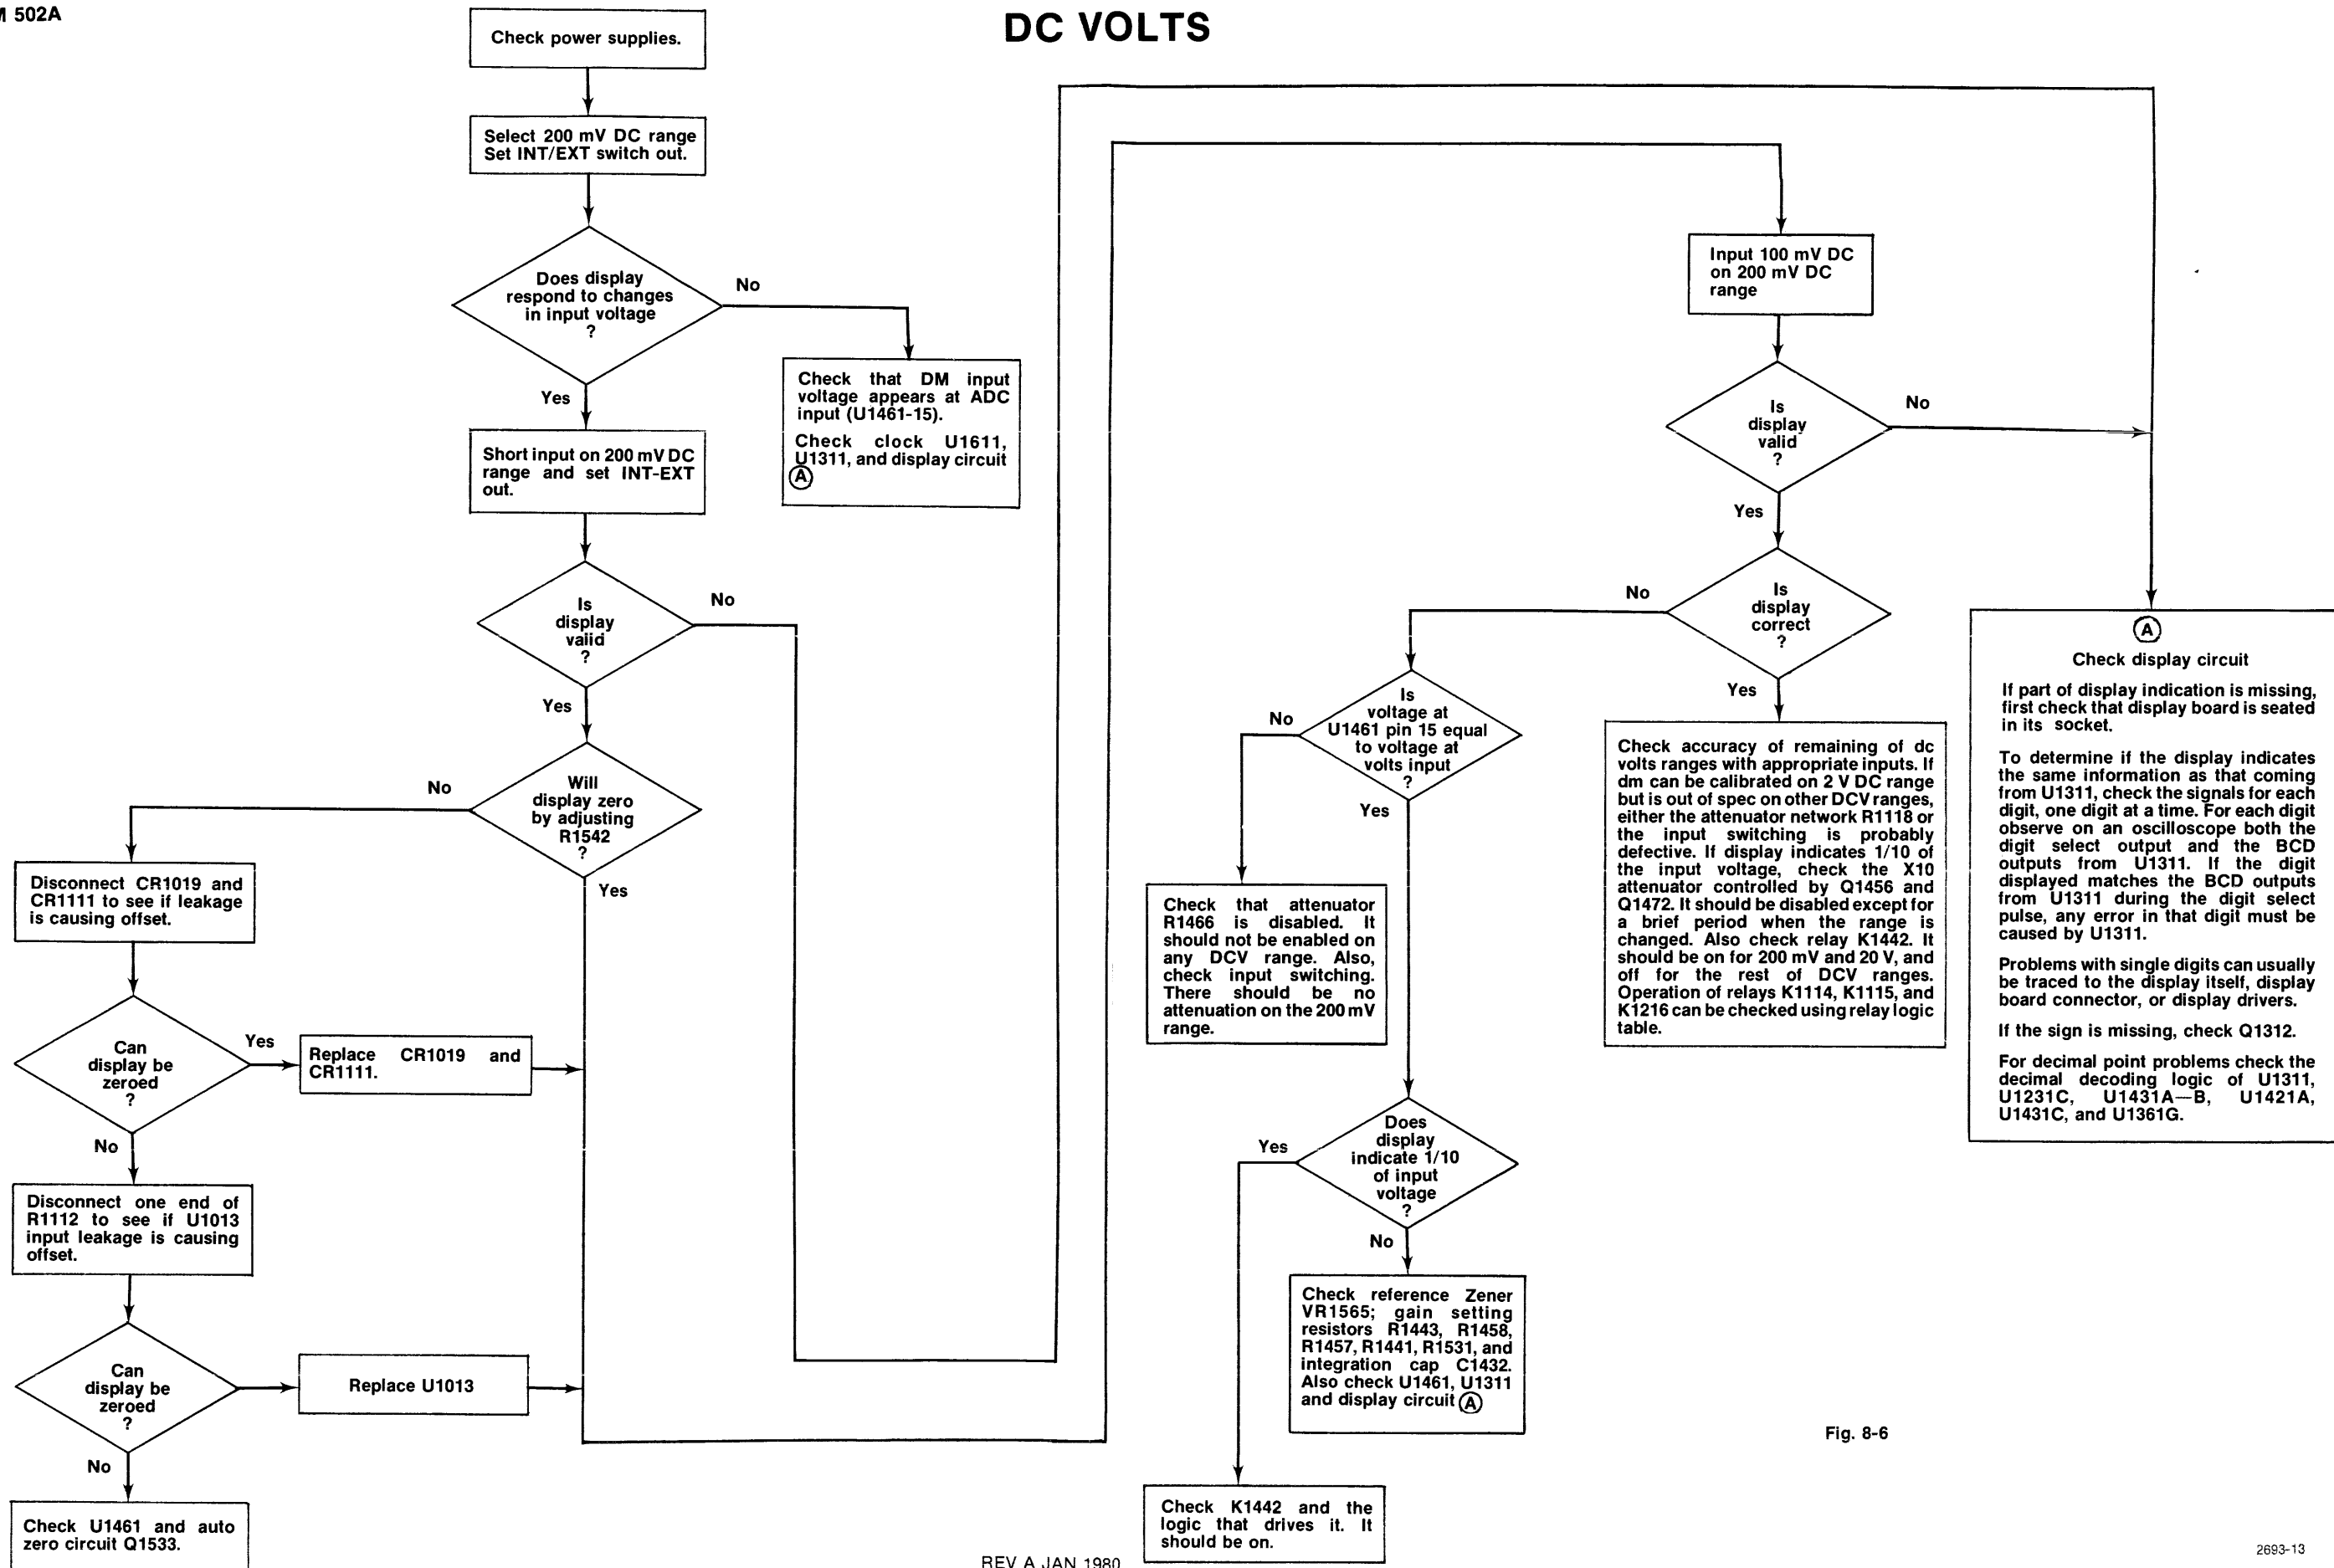 M 502A
DC VOLTS
Check power supplies.
Select 200 mV DC range
Set INT/EXT switch out.
Does display
respond to changes
in input voltage
?
No
Check that DM input
voltage appears at ADC
input (U1461-15).
Check clock U1611,
U1311, and display circuit
A
Yes
Short input on 200 mV DC
range and set INT-EXT
out.
Is
display
valid
?
No
Yes
Will
display zero
by adjusting
R1542
?
No
Yes
Disconnect CR1019 and
CR1111 to see if leakage
is causing offset.
Can
display be
zeroed
?
Yes
Replace CR1019 and
CR1111.
No
Disconnect one end of
R1112 to see if U1013
input leakage is causing
offset.
Can
display be
zeroed
?
Replace U1013
No
Check U1461 and auto
zero circuit Q1533.
Input 100 mV DC
on 200 mV DC
range
Is
display
valid
?
No
Yes
Is
display
correct
?
No
Yes
Is
voltage at
U1461 pin 15 equal
to voltage at
volts input
?
No
Yes
Check that attenuator
R1466 is disabled. It
should not be enabled on
any DCV range. Also,
check input switching.
There should be no
attenuation on the 200 mV
range.
Does
display
indicate 1/10
of input
voltage
?
Yes
No
Check reference Zener
VR1565; gain setting
resistors R1443, R1458,
R1457, R1441, R1531, and
integration cap C1432.
Also check U1461, U1311
and display circuit A
Check K1442 and the
logic that drives it. It
should be on.
Check accuracy of remaining of dc
volts ranges with appropriate inputs. If
dm can be calibrated on 2 V DC range
but is out of spec on other DCV ranges,
either the attenuator network R1118 or
the input switching is probably
defective. If display indicates 1/10 of
the input voltage, check the X10
attenuator controlled by Q1456 and
Q1472. It should be disabled except for
a brief period when the range is
changed. Also check relay K1442. It
should be on for 200 mV and 20 V, and
off for the rest of DCV ranges.
Operation of relays K1114, K1115, and
K1216 can be checked using relay logic
table.
A
Check display circuit
If part of display indication is missing,
first check that display board is seated
in its socket.
To determine if the display indicates
the same information as that coming
from U1311, check the signals for each
digit, one digit at a time. For each digit
observe on an oscilloscope both the
digit select output and the BCD
outputs from U1311. If the digit
displayed matches the BCD outputs
from U1311 during the digit select
pulse, any error in that digit must be
caused by U1311.
Problems with single digits can usually
be traced to the display itself, display
board connector, or display drivers.
If the sign is missing, check Q1312.
For decimal point problems check the
decimal decoding logic of U1311,
U1231C, U1431A—B, U1421A,
U1431C, and U1361G.
Fig. 8-6
REV A JAN 1980
2693-13